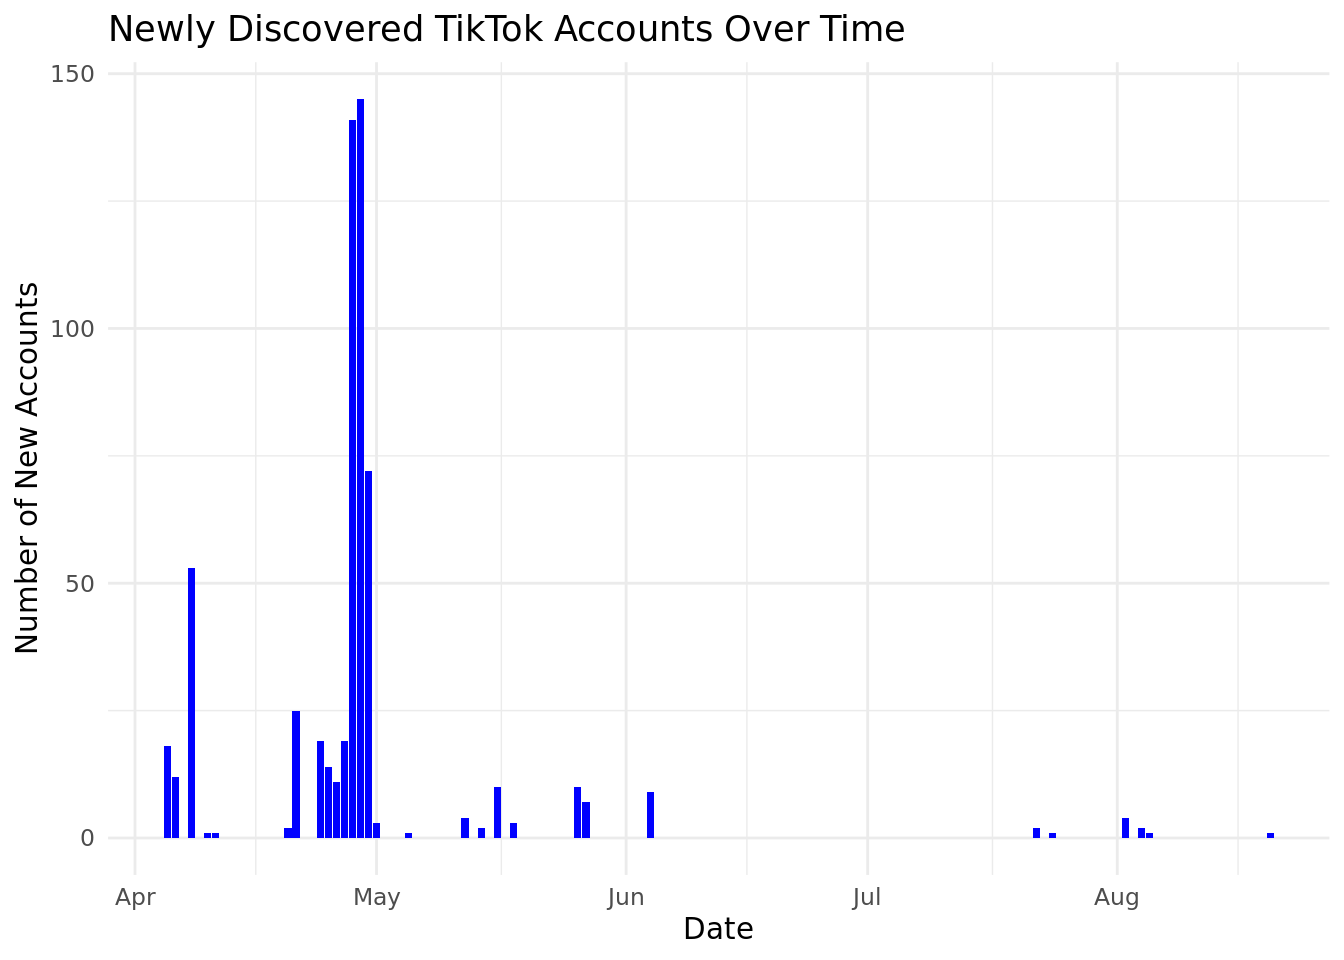 Newly Discovered TikTok Accounts Over Time
150
100
50
0
Number of New Accounts
Apr
May
Jun
Jul
Aug
Date